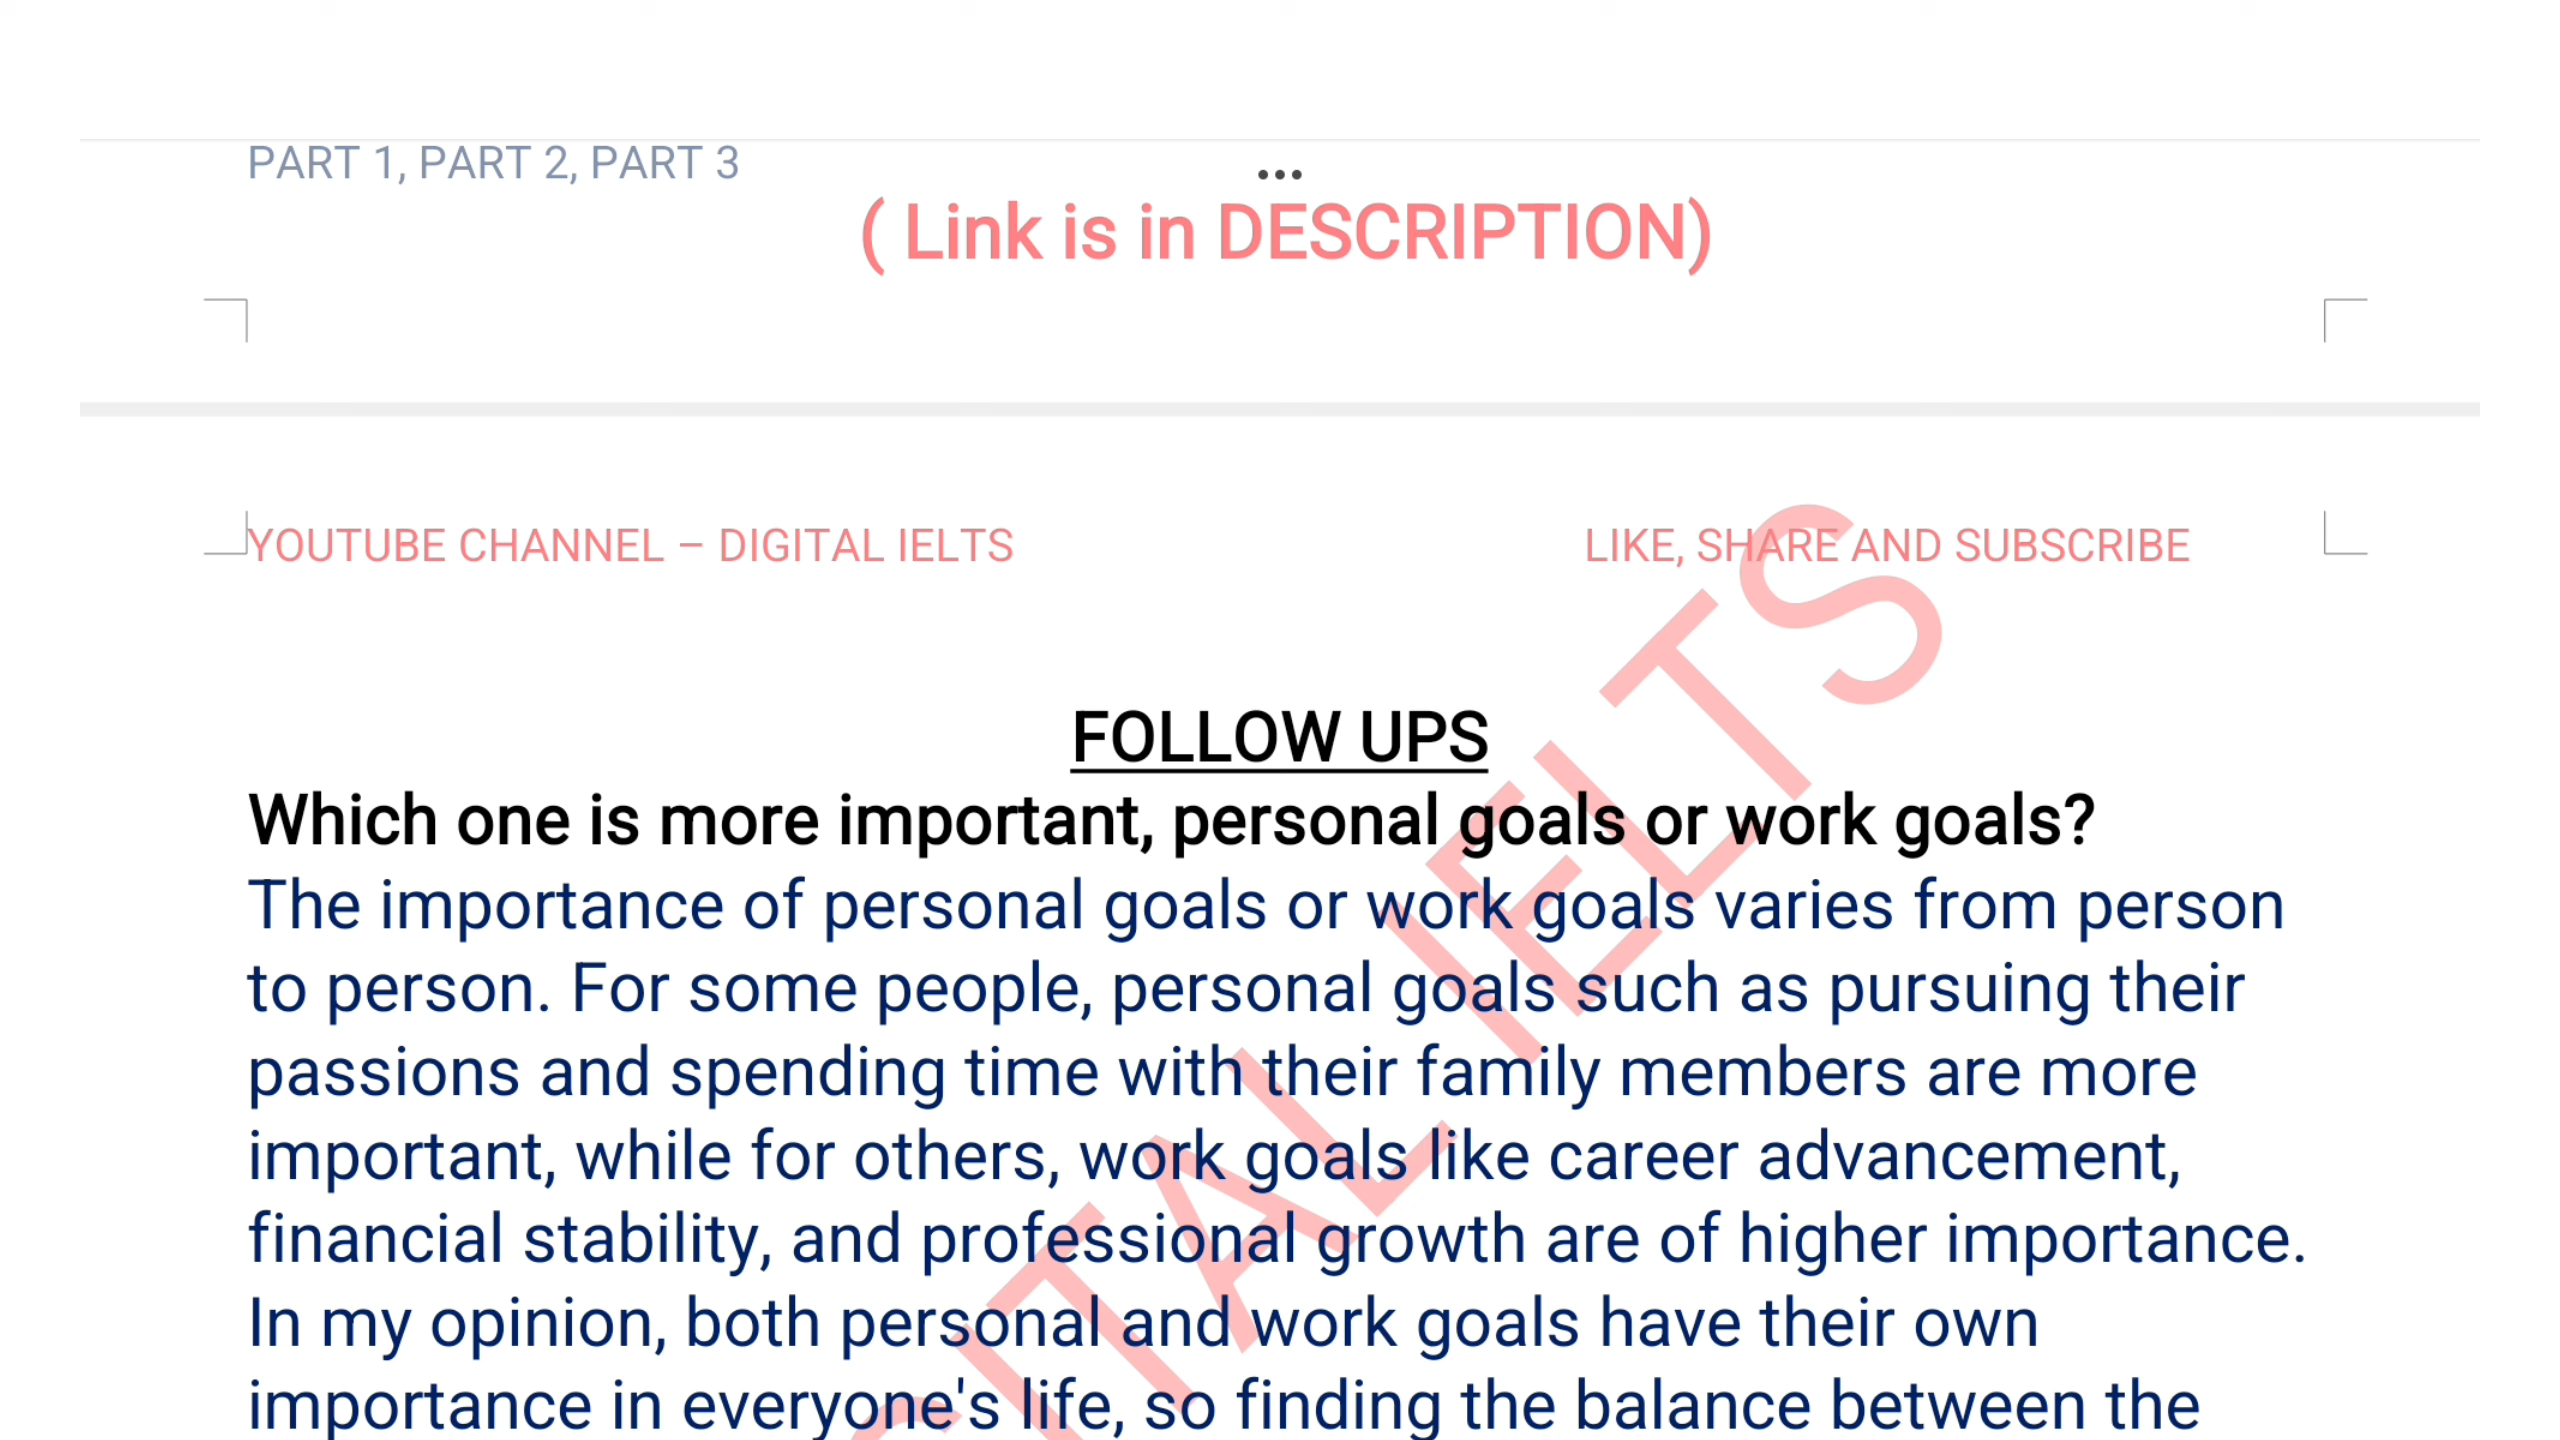 PART 1, PART 2, PART 3
( Link is in DESCRIPTION)
YOUTUBE CHANNEL – DIGITAL IELTS
LIKE, SHARE AND SUBSCRIBE
FOLLOW UPS
Which one is more important, personal goals or work goals?
The importance of personal goals or work goals varies from person
to person. For some people, personal goals such as pursuing their
passions and spending time with their family members are more
important, while for others, work goals like career advancement,
financial stability, and professional growth are of higher importance.
In my opinion, both personal and work goals have their own
importance in everyone's life, so finding the balance between the
ITAL IELTS